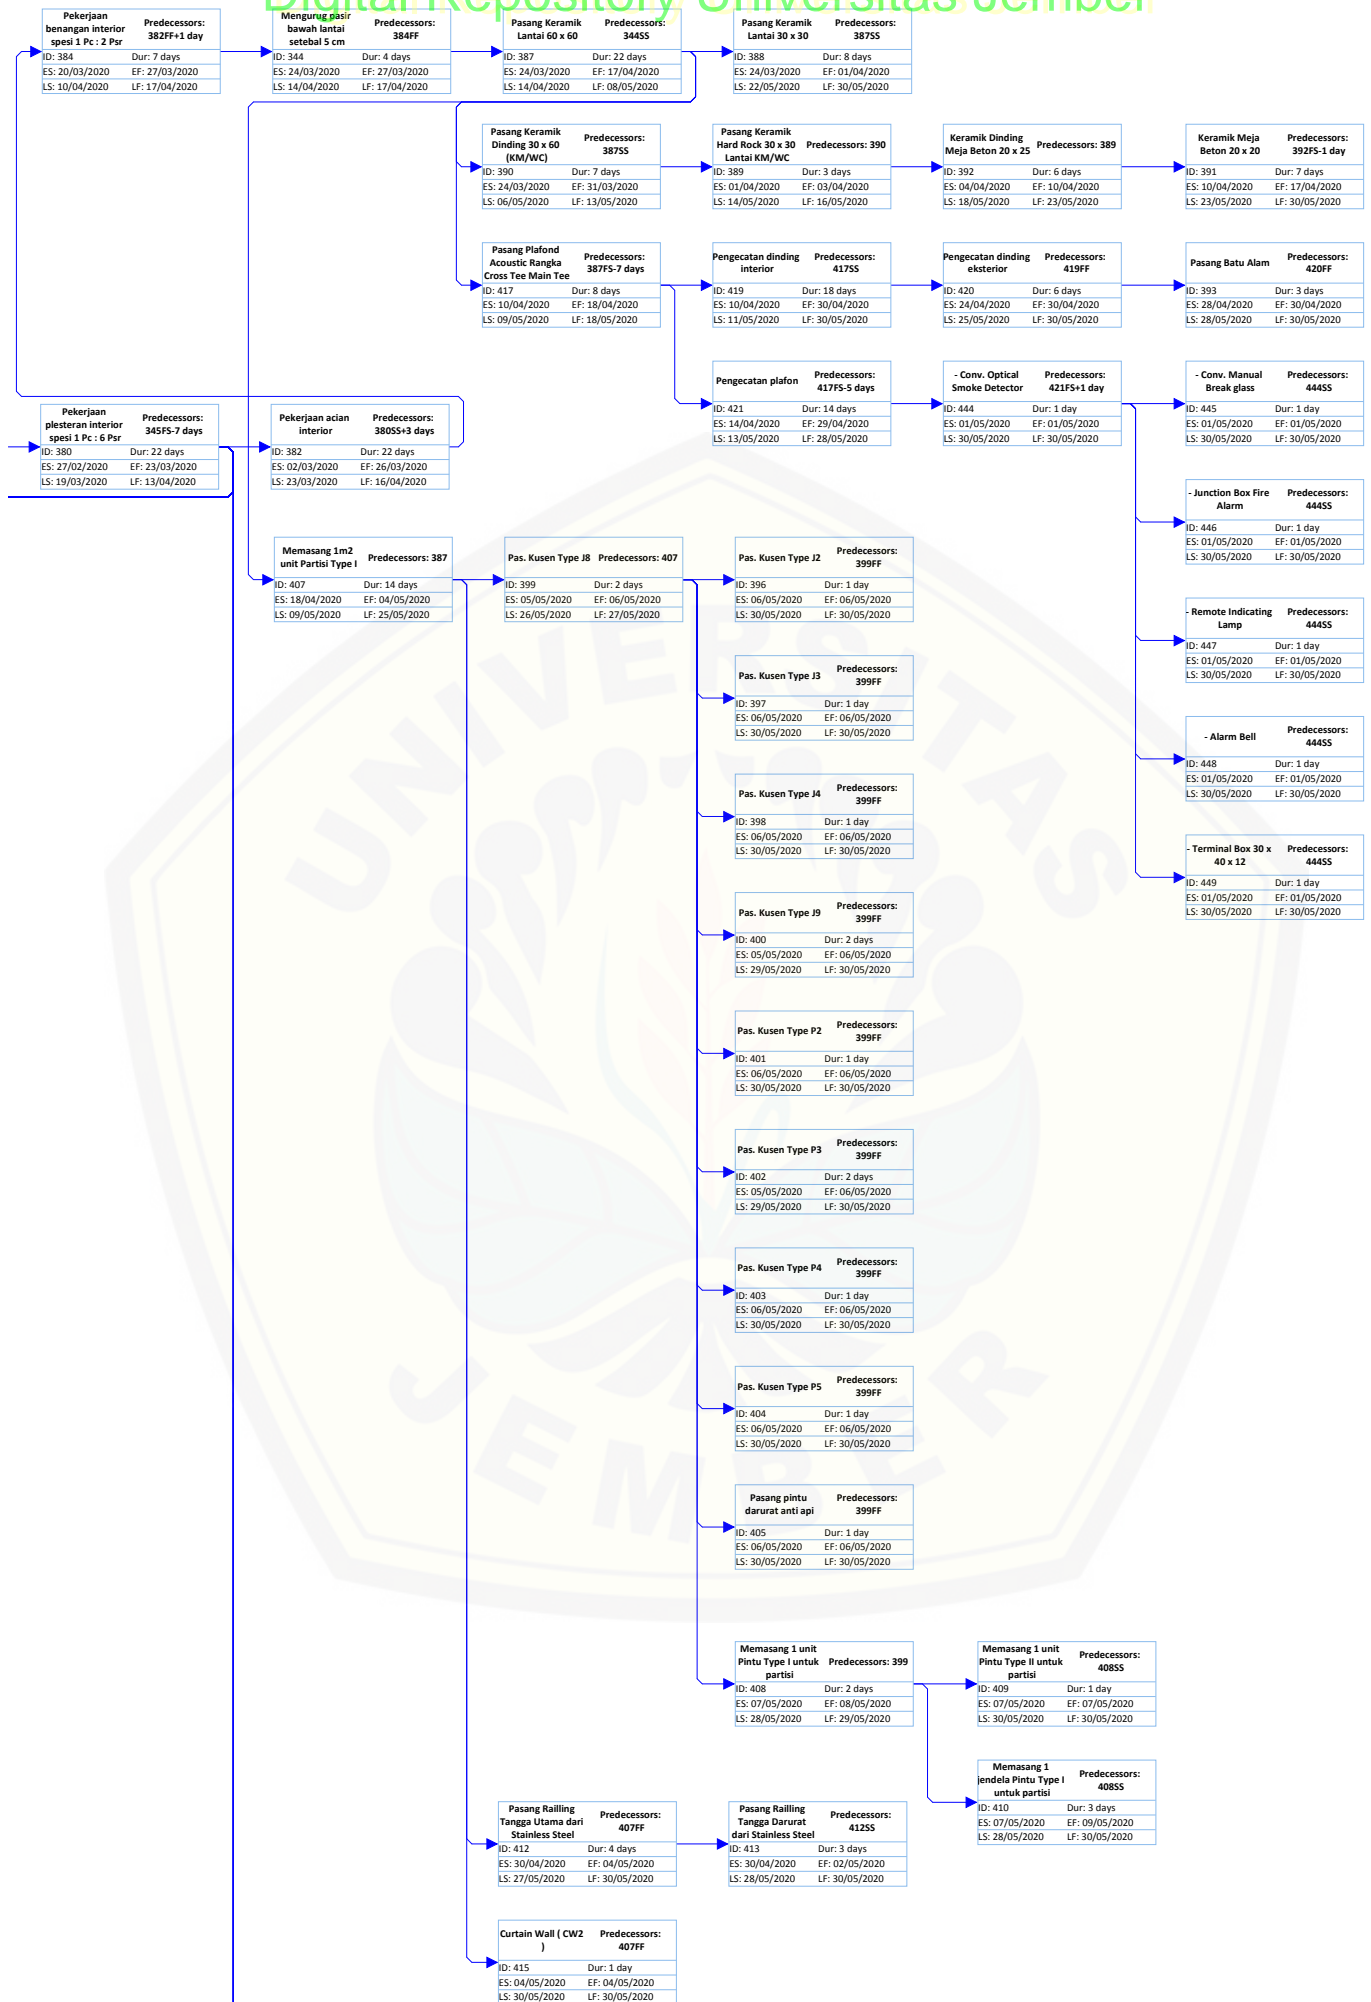 Digital Repository Universitas Jember
Pekerjaan
benangan interior
spesi 1 Pc : 2 Psr
Predecessors:
382FF+1 day
ID: 384 Dur: 7 days
ES: 20/03/2020 EF: 27/03/2020
LS: 10/04/2020 LF: 17/04/2020
Mengurug pasir
bawah lantai
setebal 5 cm
Predecessors:
384FF
ID: 344 Dur: 4 days
ES: 24/03/2020 EF: 27/03/2020
LS: 14/04/2020 LF: 17/04/2020
Pasang Keramik
Lantai 60 x 60
Predecessors:
344SS
ID: 387 Dur: 22 days
ES: 24/03/2020 EF: 17/04/2020
LS: 14/04/2020 LF: 08/05/2020
Pasang Keramik
Lantai 30 x 30
Predecessors:
387SS
ID: 388 Dur: 8 days
ES: 24/03/2020 EF: 01/04/2020
LS: 22/05/2020 LF: 30/05/2020
Pasang Keramik
Dinding 30 x 60
(KM/WC)
Predecessors:
387SS
ID: 390 Dur: 7 days
ES: 24/03/2020 EF: 31/03/2020
LS: 06/05/2020 LF: 13/05/2020
Pasang Keramik
Hard Rock 30 x 30
Lantai KM/WC
Predecessors: 390
ID: 389 Dur: 3 days
ES: 01/04/2020 EF: 03/04/2020
LS: 14/05/2020 LF: 16/05/2020
Keramik Dinding
Meja Beton 20 x 25
Predecessors: 389
ID: 392 Dur: 6 days
ES: 04/04/2020 EF: 10/04/2020
LS: 18/05/2020 LF: 23/05/2020
Keramik Meja
Beton 20 x 20
Predecessors:
392FS-1 day
ID: 391 Dur: 7 days
ES: 10/04/2020 EF: 17/04/2020
LS: 23/05/2020 LF: 30/05/2020
Pasang Plafond
Acoustic Rangka
Cross Tee Main Tee
Predecessors:
387FS-7 days
ID: 417 Dur: 8 days
ES: 10/04/2020 EF: 18/04/2020
LS: 09/05/2020 LF: 18/05/2020
Pengecatan dinding
interior
Predecessors:
417SS
ID: 419 Dur: 18 days
ES: 10/04/2020 EF: 30/04/2020
LS: 11/05/2020 LF: 30/05/2020
Pengecatan dinding
eksterior
Predecessors:
419FF
ID: 420 Dur: 6 days
ES: 24/04/2020 EF: 30/04/2020
LS: 25/05/2020 LF: 30/05/2020
Pasang Batu Alam
Predecessors:
420FF
ID: 393 Dur: 3 days
ES: 28/04/2020 EF: 30/04/2020
LS: 28/05/2020 LF: 30/05/2020
Pengecatan plafon
Predecessors:
417FS-5 days
ID: 421 Dur: 14 days
ES: 14/04/2020 EF: 29/04/2020
LS: 13/05/2020 LF: 28/05/2020
- Conv. Optical
Smoke Detector
Predecessors:
421FS+1 day
ID: 444 Dur: 1 day
ES: 01/05/2020 EF: 01/05/2020
LS: 30/05/2020 LF: 30/05/2020
- Conv. Manual
Break glass
Predecessors:
444SS
ID: 445 Dur: 1 day
ES: 01/05/2020 EF: 01/05/2020
LS: 30/05/2020 LF: 30/05/2020
Pekerjaan
plesteran interior
spesi 1 Pc : 6 Psr
Predecessors:
345FS-7 days
ID: 380 Dur: 22 days
ES: 27/02/2020 EF: 23/03/2020
LS: 19/03/2020 LF: 13/04/2020
Pekerjaan acian
interior
Predecessors:
380SS+3 days
ID: 382 Dur: 22 days
ES: 02/03/2020 EF: 26/03/2020
LS: 23/03/2020 LF: 16/04/2020
- Junction Box Fire
Alarm
Predecessors:
444SS
ID: 446 Dur: 1 day
ES: 01/05/2020 EF: 01/05/2020
LS: 30/05/2020 LF: 30/05/2020
Memasang 1m2
unit Partisi Type I
Predecessors: 387
ID: 407 Dur: 14 days
ES: 18/04/2020 EF: 04/05/2020
LS: 09/05/2020 LF: 25/05/2020
Pas. Kusen Type J8 Predecessors: 407
ID: 399 Dur: 2 days
ES: 05/05/2020 EF: 06/05/2020
LS: 26/05/2020 LF: 27/05/2020
Pas. Kusen Type J2
Predecessors:
399FF
ID: 396 Dur: 1 day
ES: 06/05/2020 EF: 06/05/2020
LS: 30/05/2020 LF: 30/05/2020
- Remote Indicating
Lamp
Predecessors:
444SS
ID: 447 Dur: 1 day
ES: 01/05/2020 EF: 01/05/2020
LS: 30/05/2020 LF: 30/05/2020
Pas. Kusen Type J3
Predecessors:
399FF
ID: 397 Dur: 1 day
ES: 06/05/2020 EF: 06/05/2020
LS: 30/05/2020 LF: 30/05/2020
- Alarm Bell
Predecessors:
444SS
ID: 448 Dur: 1 day
ES: 01/05/2020 EF: 01/05/2020
LS: 30/05/2020 LF: 30/05/2020
Pas. Kusen Type J4
Predecessors:
399FF
ID: 398 Dur: 1 day
ES: 06/05/2020 EF: 06/05/2020
LS: 30/05/2020 LF: 30/05/2020
- Terminal Box 30 x
40 x 12
Predecessors:
444SS
ID: 449 Dur: 1 day
ES: 01/05/2020 EF: 01/05/2020
LS: 30/05/2020 LF: 30/05/2020
Pas. Kusen Type J9
Predecessors:
399FF
ID: 400 Dur: 2 days
ES: 05/05/2020 EF: 06/05/2020
LS: 29/05/2020 LF: 30/05/2020
Pas. Kusen Type P2
Predecessors:
399FF
ID: 401 Dur: 1 day
ES: 06/05/2020 EF: 06/05/2020
LS: 30/05/2020 LF: 30/05/2020
Pas. Kusen Type P3
Predecessors:
399FF
ID: 402 Dur: 2 days
ES: 05/05/2020 EF: 06/05/2020
LS: 29/05/2020 LF: 30/05/2020
Pas. Kusen Type P4
Predecessors:
399FF
ID: 403 Dur: 1 day
ES: 06/05/2020 EF: 06/05/2020
LS: 30/05/2020 LF: 30/05/2020
Pas. Kusen Type P5
Predecessors:
399FF
ID: 404 Dur: 1 day
ES: 06/05/2020 EF: 06/05/2020
LS: 30/05/2020 LF: 30/05/2020
Pasang pintu
darurat anti api
Predecessors:
399FF
ID: 405 Dur: 1 day
ES: 06/05/2020 EF: 06/05/2020
LS: 30/05/2020 LF: 30/05/2020
Memasang 1 unit
Pintu Type I untuk
partisi
Predecessors: 399
ID: 408 Dur: 2 days
ES: 07/05/2020 EF: 08/05/2020
LS: 28/05/2020 LF: 29/05/2020
Memasang 1 unit
Pintu Type II untuk
partisi
Predecessors:
408SS
ID: 409 Dur: 1 day
ES: 07/05/2020 EF: 07/05/2020
LS: 30/05/2020 LF: 30/05/2020
Memasang 1
jendela Pintu Type I
untuk partisi
Predecessors:
408SS
ID: 410 Dur: 3 days
ES: 07/05/2020 EF: 09/05/2020
LS: 28/05/2020 LF: 30/05/2020
Pasang Railling
Tangga Utama dari
Stainless Steel
Predecessors:
407FF
ID: 412 Dur: 4 days
ES: 30/04/2020 EF: 04/05/2020
LS: 27/05/2020 LF: 30/05/2020
Pasang Railling
Tangga Darurat
dari Stainless Steel
Predecessors:
412SS
ID: 413 Dur: 3 days
ES: 30/04/2020 EF: 02/05/2020
LS: 28/05/2020 LF: 30/05/2020
Curtain Wall ( CW2
)
Predecessors:
407FF
ID: 415 Dur: 1 day
ES: 04/05/2020 EF: 04/05/2020
LS: 30/05/2020 LF: 30/05/2020
UNIVERSITAS
JEMBER